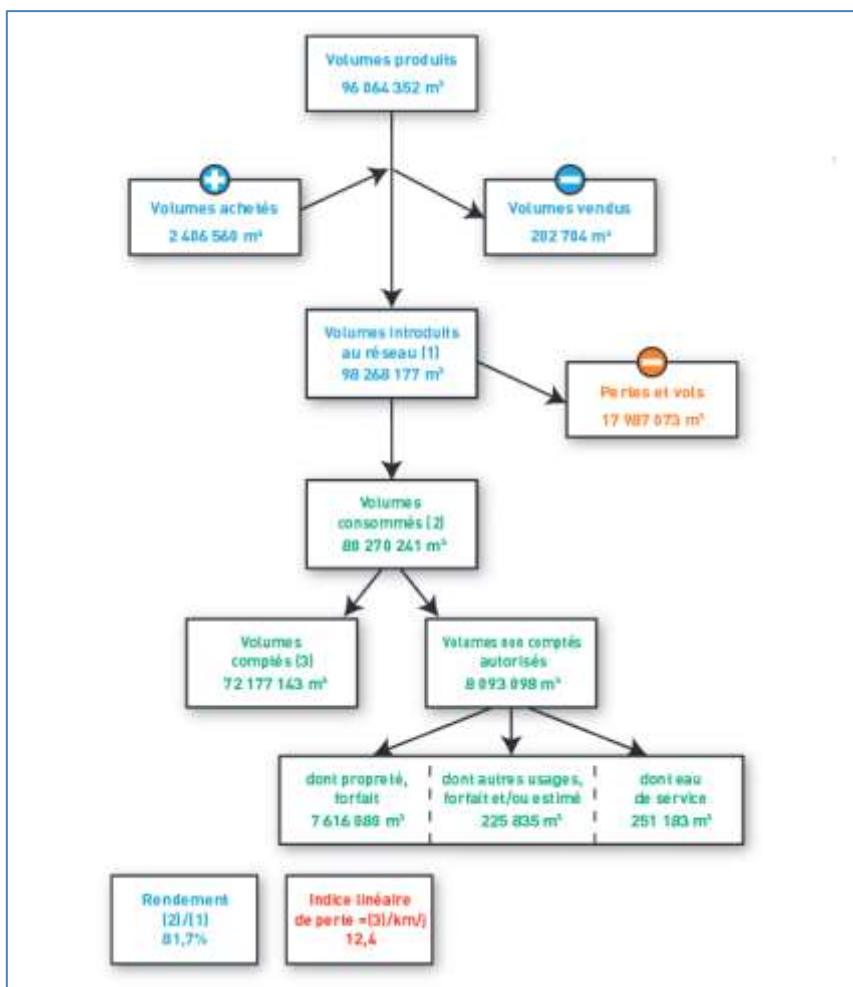 Volumes produits
96 064 352 m³
Volumes achetés
2 406 560 m³
Volumes vendus
202 704 m³
Volumes introduits
au réseau (1)
98 268 177 m³
Pertes et vols
17 987 073 m³
Volumes
consommés (2)
80 270 241 m³
Volumes
comptés (3)
72 177 143 m³
Volumes non comptés
autorisés
8 093 098 m³
dont propreté,
forfait
7 616 080 m³
dont autres usages,
forfait et/ou estimé
225 835 m³
dont eau
de service
251 183 m³
Rendement
(2)/(1)
81,7%
Indice linéaire
de perte =(3)/km/j
12,4